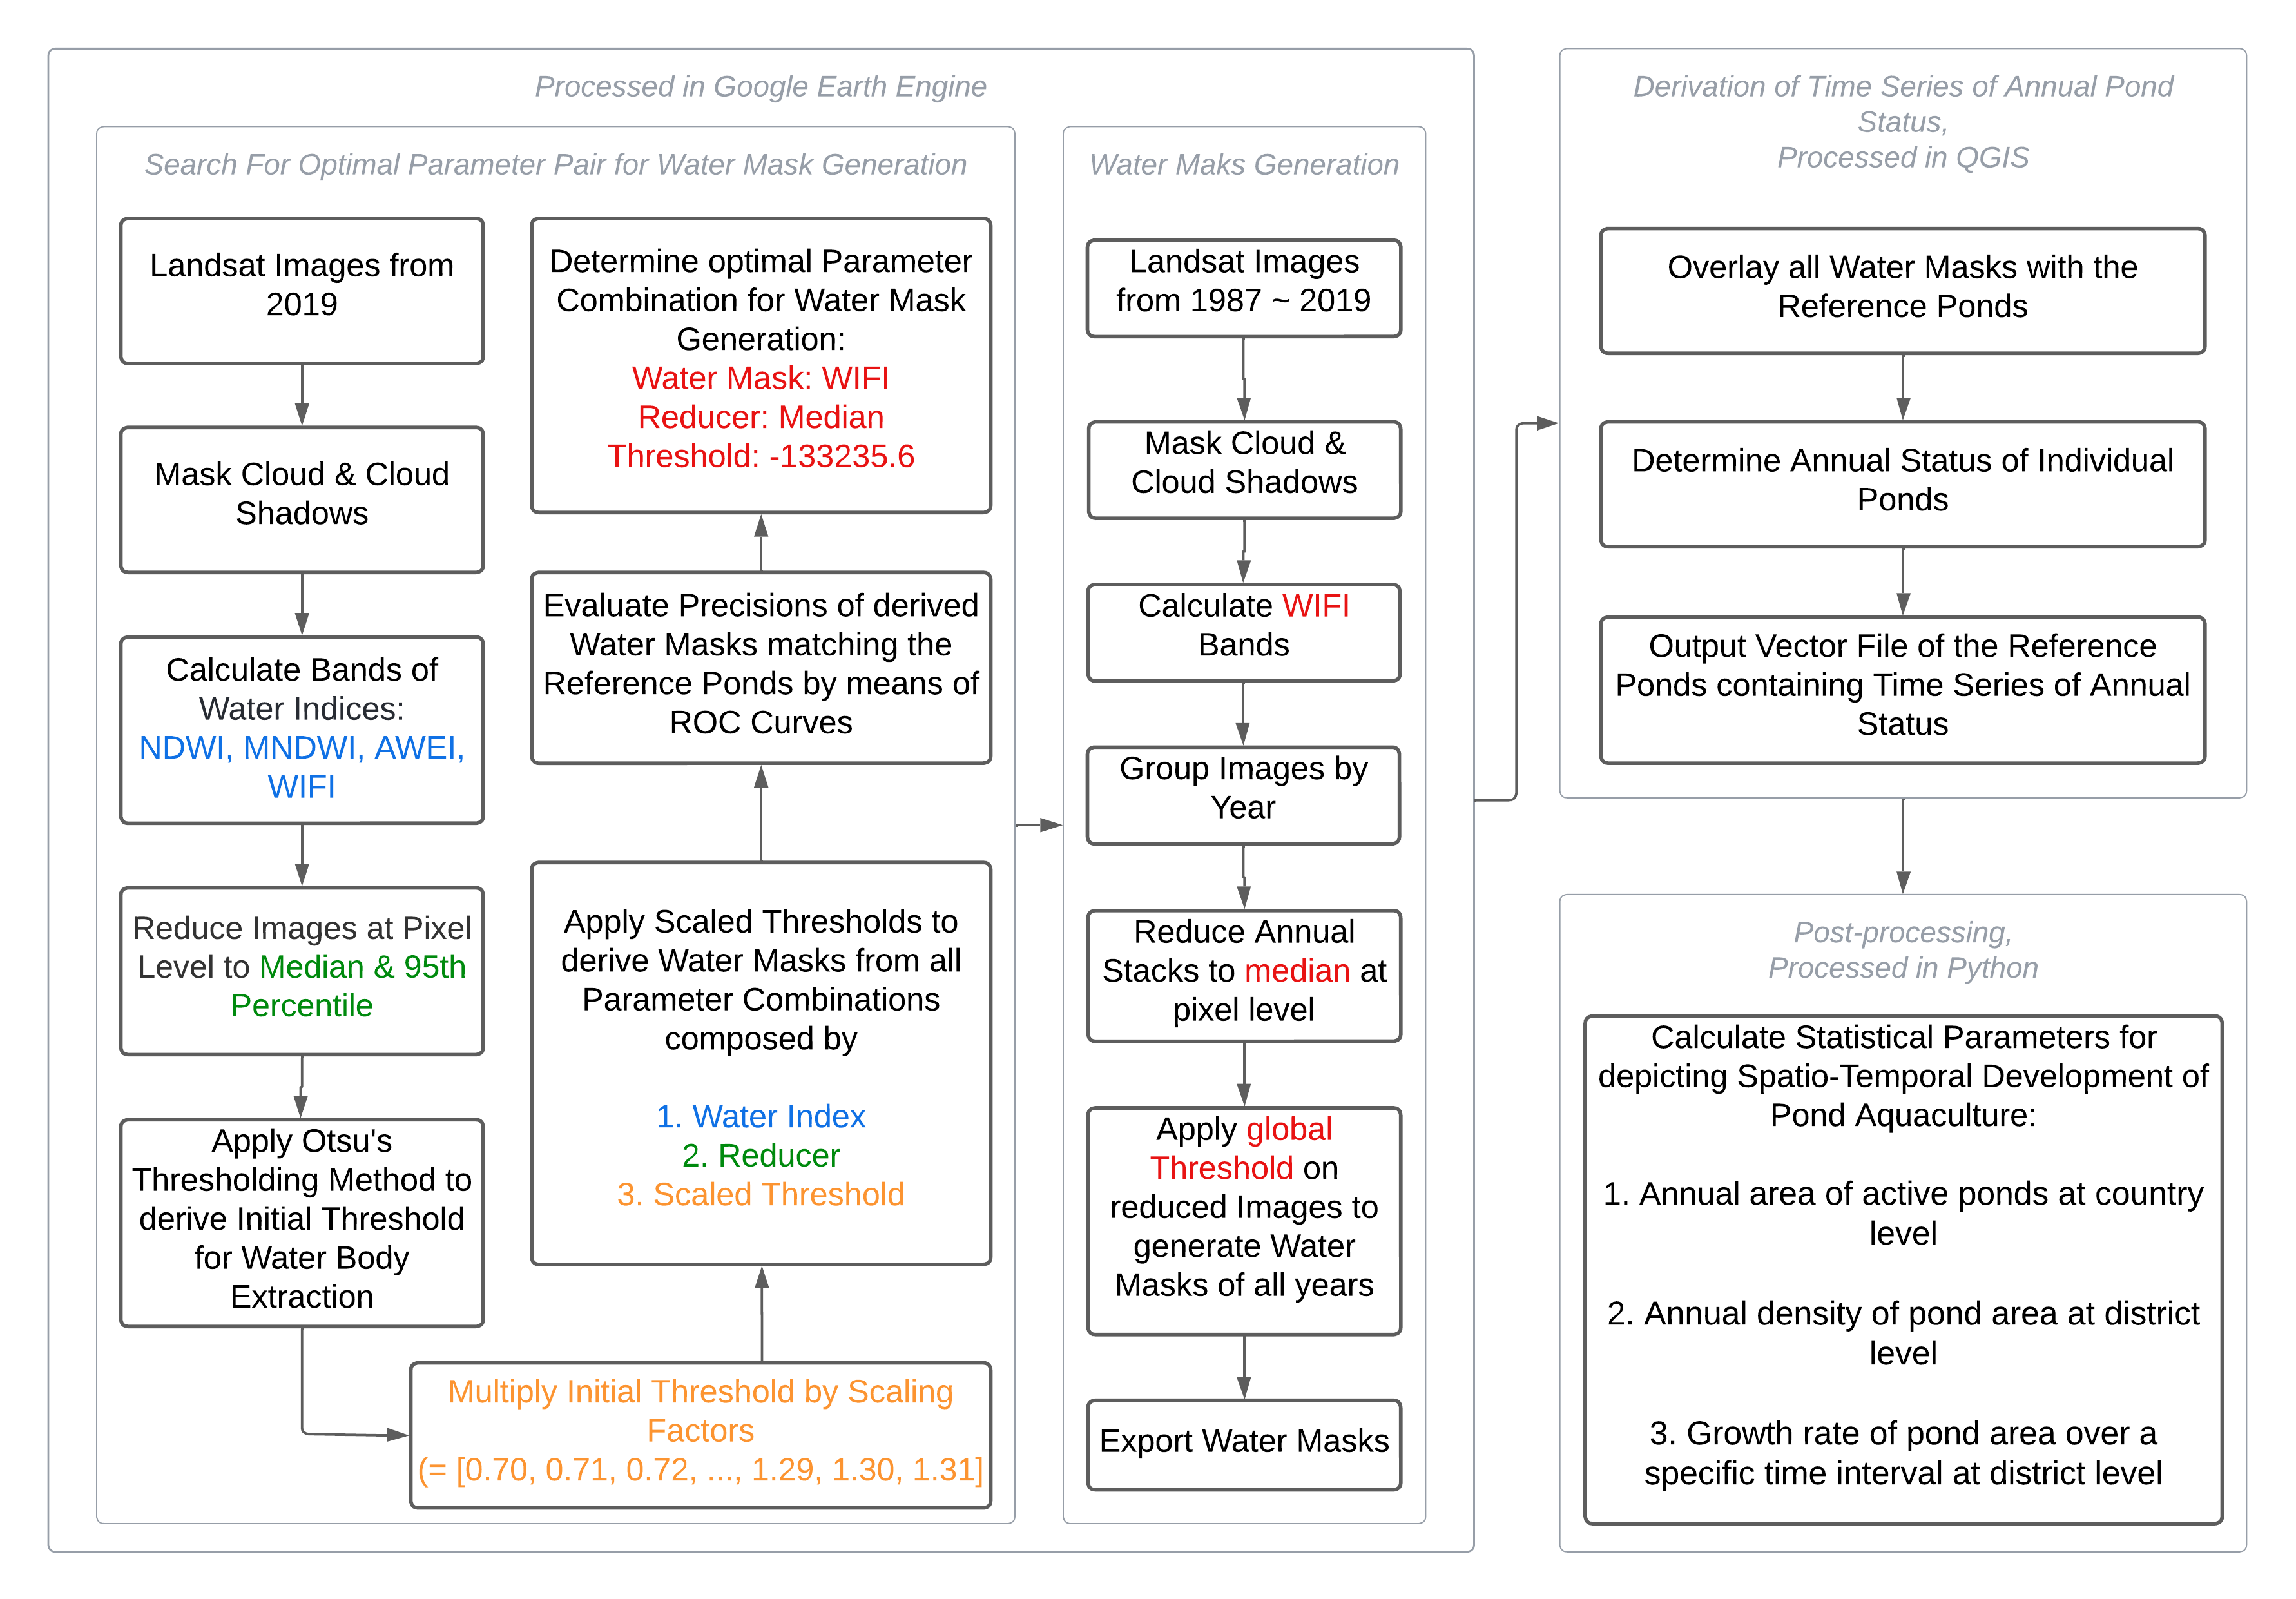 Processed in Google Earth Engine
Search For Optimal Parameter Pair for Water Mask Generation
Landsat Images from
2019
Mask Cloud & Cloud
Shadows
Calculate Bands of
Water Indices:
NDWI, MNDWI, AWEI,
WIFI
Reduce Images at Pixel
Level to Median & 95th
Percentile
Apply Otsu's
Thresholding Method to
derive Initial Threshold
for Water Body
Extraction
Multiply Initial Threshold by Scaling
Factors
(= [0.70, 0.71, 0.72, ..., 1.29, 1.30, 1.31]
Apply Scaled Thresholds to
derive Water Masks from all
Parameter Combinations
composed by
1. Water Index
2. Reducer
3. Scaled Threshold
Evaluate Precisions of derived
Water Masks matching the
Reference Ponds by means of
ROC Curves
Determine optimal Parameter
Combination for Water Mask
Generation:
Water Mask: WIFI
Reducer: Median
Threshold: -133235.6
Water Maks Generation
Landsat Images
from 1987 ~ 2019
Mask Cloud &
Cloud Shadows
Calculate WIFI
Bands
Group Images by
Year
Reduce Annual
Stacks to median at
pixel level
Apply global
Threshold on
reduced Images to
generate Water
Masks of all years
Export Water Masks
Derivation of Time Series of Annual Pond
Status,
Processed in QGIS
Overlay all Water Masks with the
Reference Ponds
Determine Annual Status of Individual
Ponds
Output Vector File of the Reference
Ponds containing Time Series of Annual
Status
Post-processing,
Processed in Python
Calculate Statistical Parameters for
depicting Spatio-Temporal Development of
Pond Aquaculture:
1. Annual area of active ponds at country
level
2. Annual density of pond area at district
level
3. Growth rate of pond area over a
specific time interval at district level